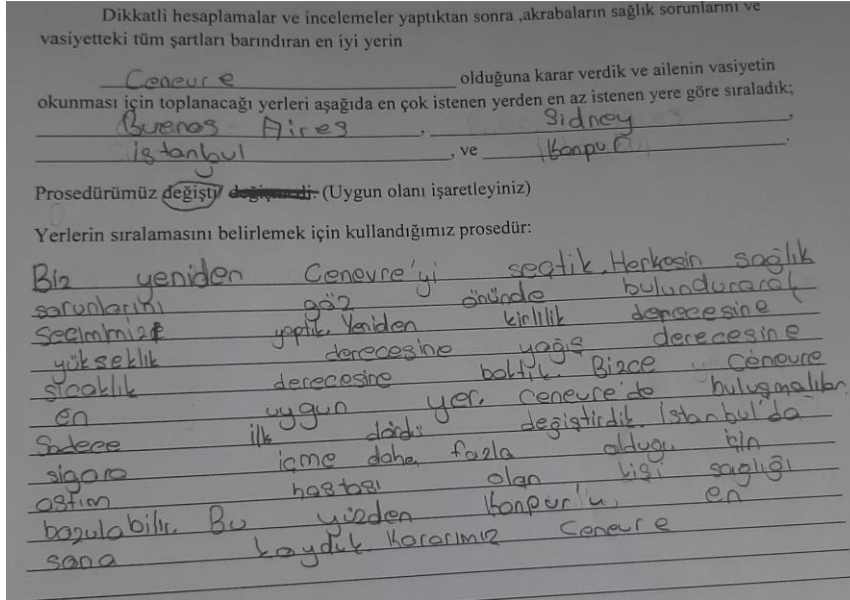 Dikkatli hesaplamalar ve incelemeler yaptıktan sonra ,akrabaların sağlık sorunlarını ve
vasiyetteki tüm şartları barındıran en iyi yerin
Cenevre olduğuna karar verdik ve ailenin vasiyetin
okunması için toplanacağı yerleri aşağıda en çok istenen yerden en az istenen yere göre sıraladık;
Buenos Aires , Sidney ,
istanbul , ve Kanpur .
Prosedürümüz değişti/ değişmedi. (Uygun olanı işaretleyiniz)
Yerlerin sıralamasını belirlemek için kullandığımız prosedür:
Biz yeniden Cenevre'yi seçtik. Herkesin sağlık
sorunlarını göz önünde bulundurarak
seçimimizi yaptık. Yeniden kirlilik derecesine
yükseklik derecesine yağış derecesine
sıcaklık derecesine baktık. Bizce Cenevre
en uygun yer. Cenevre'de buluşmalılar
Sadece ilk dördü değiştirdik. İstanbul'da
sigara içme daha fazla olduğu için
astım hastası olan kişi sağlığı
bozulabilir. Bu yüzden Kanpur'u en
sona koyduk. Kararımız Cenevre